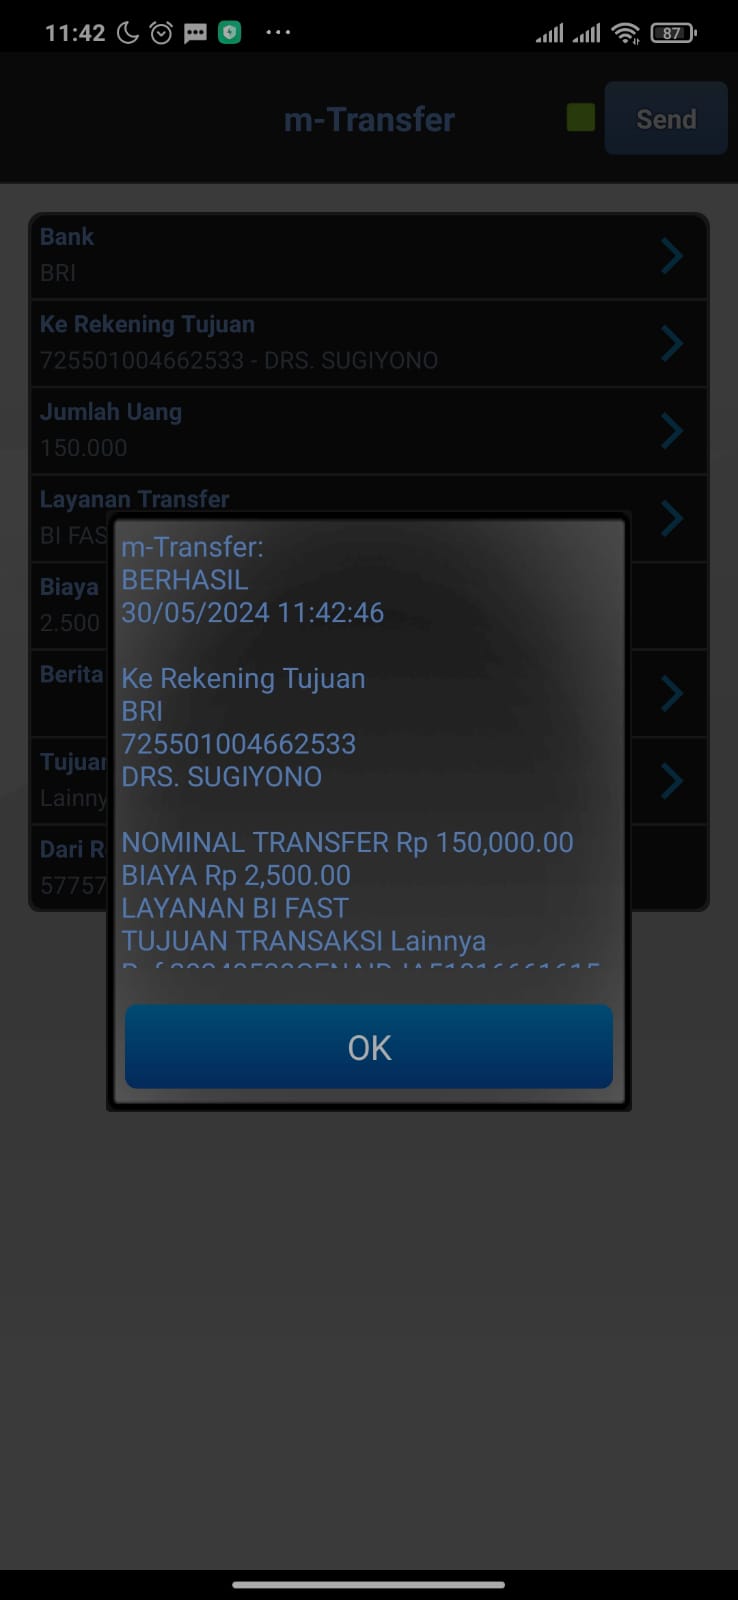 11:42
87
m-Transfer
Send
Bank
BRI
Ke Rekening Tujuan
725501004662533 - DRS. SUGIYONO
Jumlah Uang
150.000
Layanan Transfer
BI FAS
Biaya
2.500
Berita
Tujuan
Lainny
Dari R
57757
m-Transfer:
BERHASIL
30/05/2024 11:42:46
Ke Rekening Tujuan
BRI
725501004662533
DRS. SUGIYONO
NOMINAL TRANSFER Rp 150,000.00
BIAYA Rp 2,500.00
LAYANAN BI FAST
TUJUAN TRANSAKSI Lainnya
OK